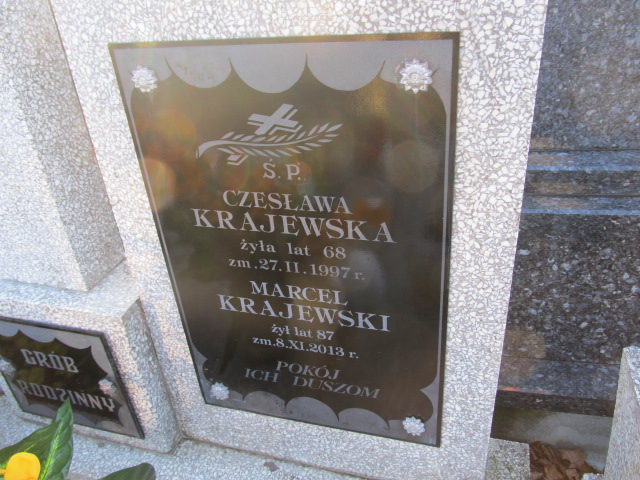 Ś. P.
CZESŁAWA
KRAJEWSKA
żyła lat 68
zm. 27. II. 1997 r.
MARCEL
KRAJEWSKI
żył lat 87
zm. 8. XI. 2013 r.
POKÓJ
ICH DUSZOM
GRÓB
RODZINNY